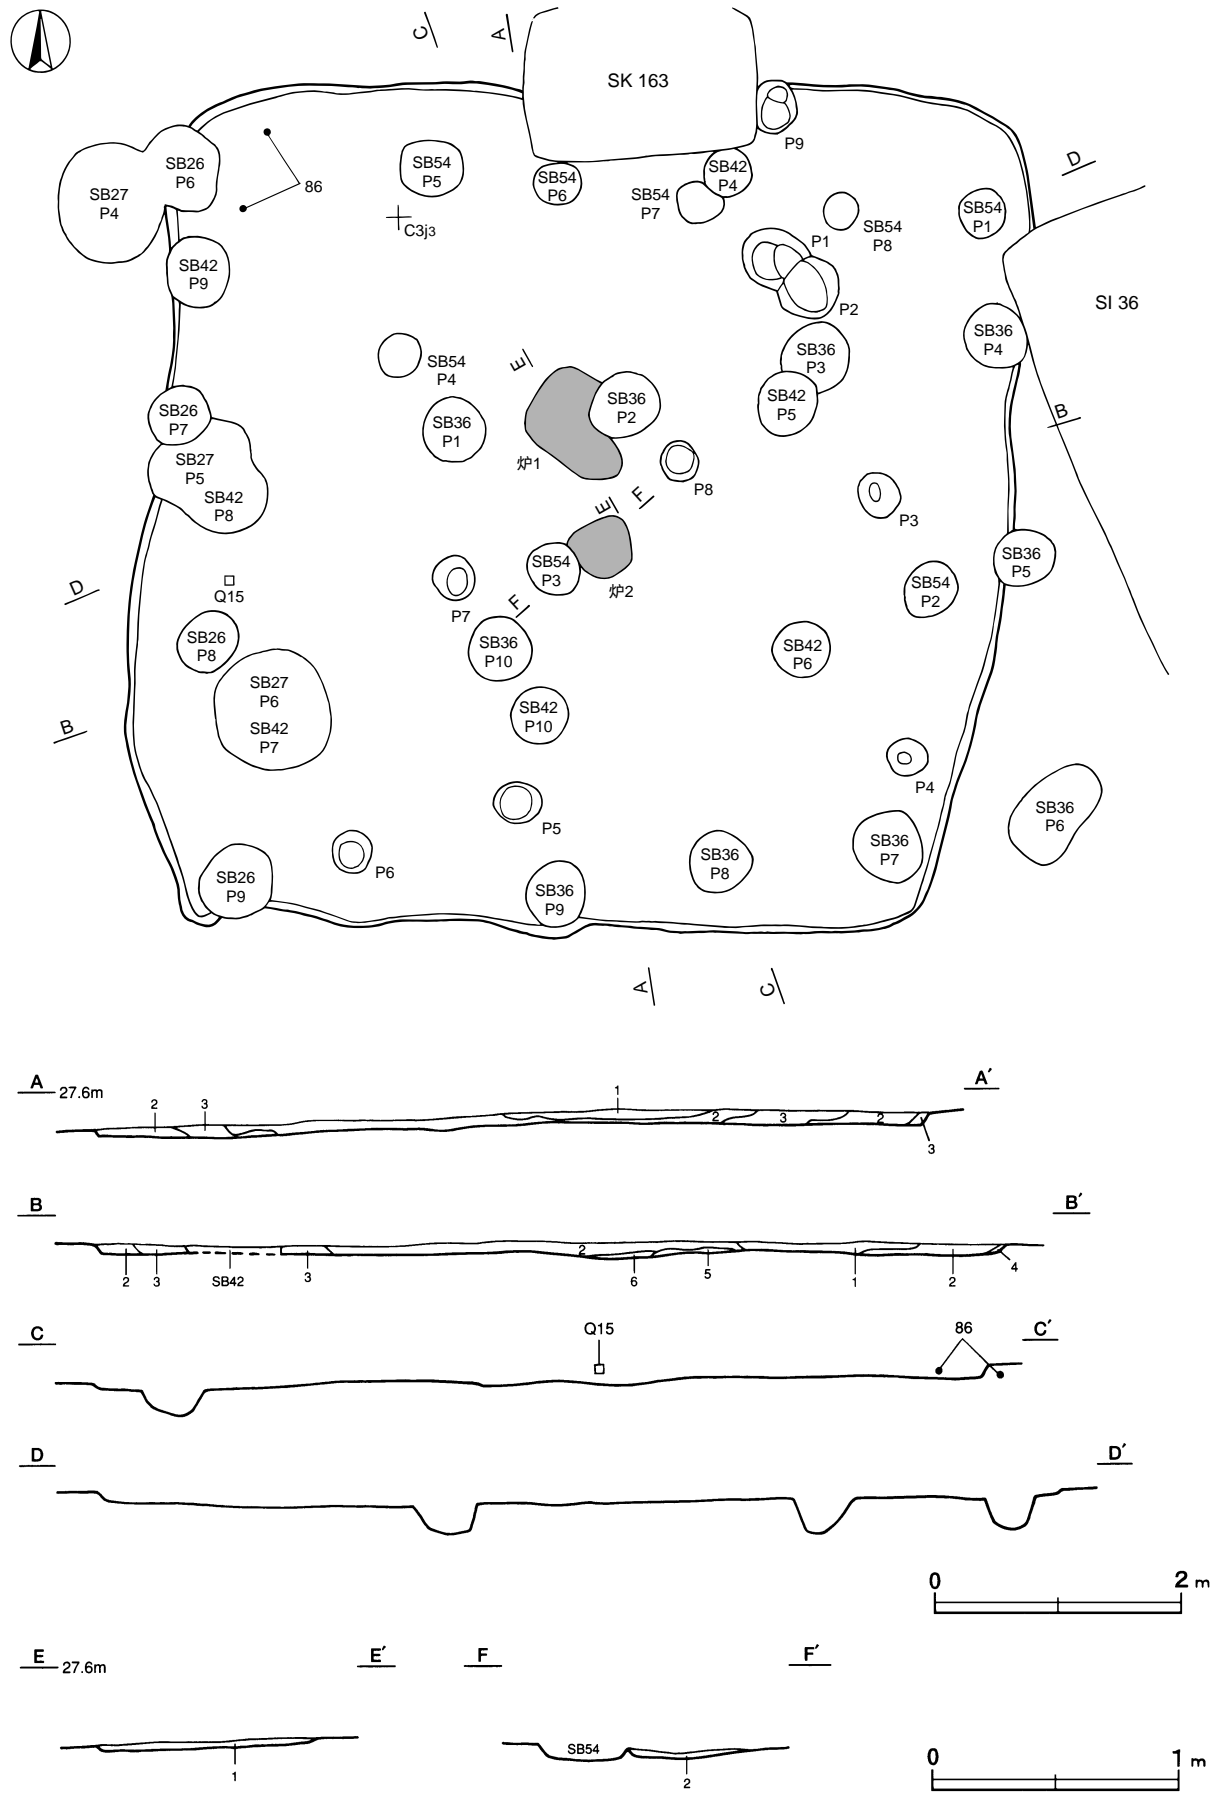 C
A
SK 163
P9
D
SB26
P6
SB27
P4
86
SB54
P5
SB54
P6
SB42
P4
SB54
P7
SB54
P8
SB54
P1
C3j3
P1
SB42
P9
P2
SI 36
SB36
P4
SB36
P3
E
SB54
P4
SB36
P2
SB42
P5
B
SB26
P7
SB36
P1
炉1
P8
SB27
P5
SB42
P8
E
F
P3
SB36
P5
SB54
P3
炉2
SB54
P2
D
Q15
P7
F
SB26
P8
SB36
P10
SB42
P6
SB27
P6
SB42
P7
SB42
P10
B
P4
P5
SB36
P6
P6
SB36
P8
SB36
P7
SB26
P9
SB36
P9
A
C
A
27.6m
A′
2
3
1
2
3
2
3
B
B′
2
2
3
SB42
3
6
5
1
2
4
C
Q15
86
C′
D
D′
0
2 m
E
27.6m
E′
F
F′
1
SB54
2
0
1 m